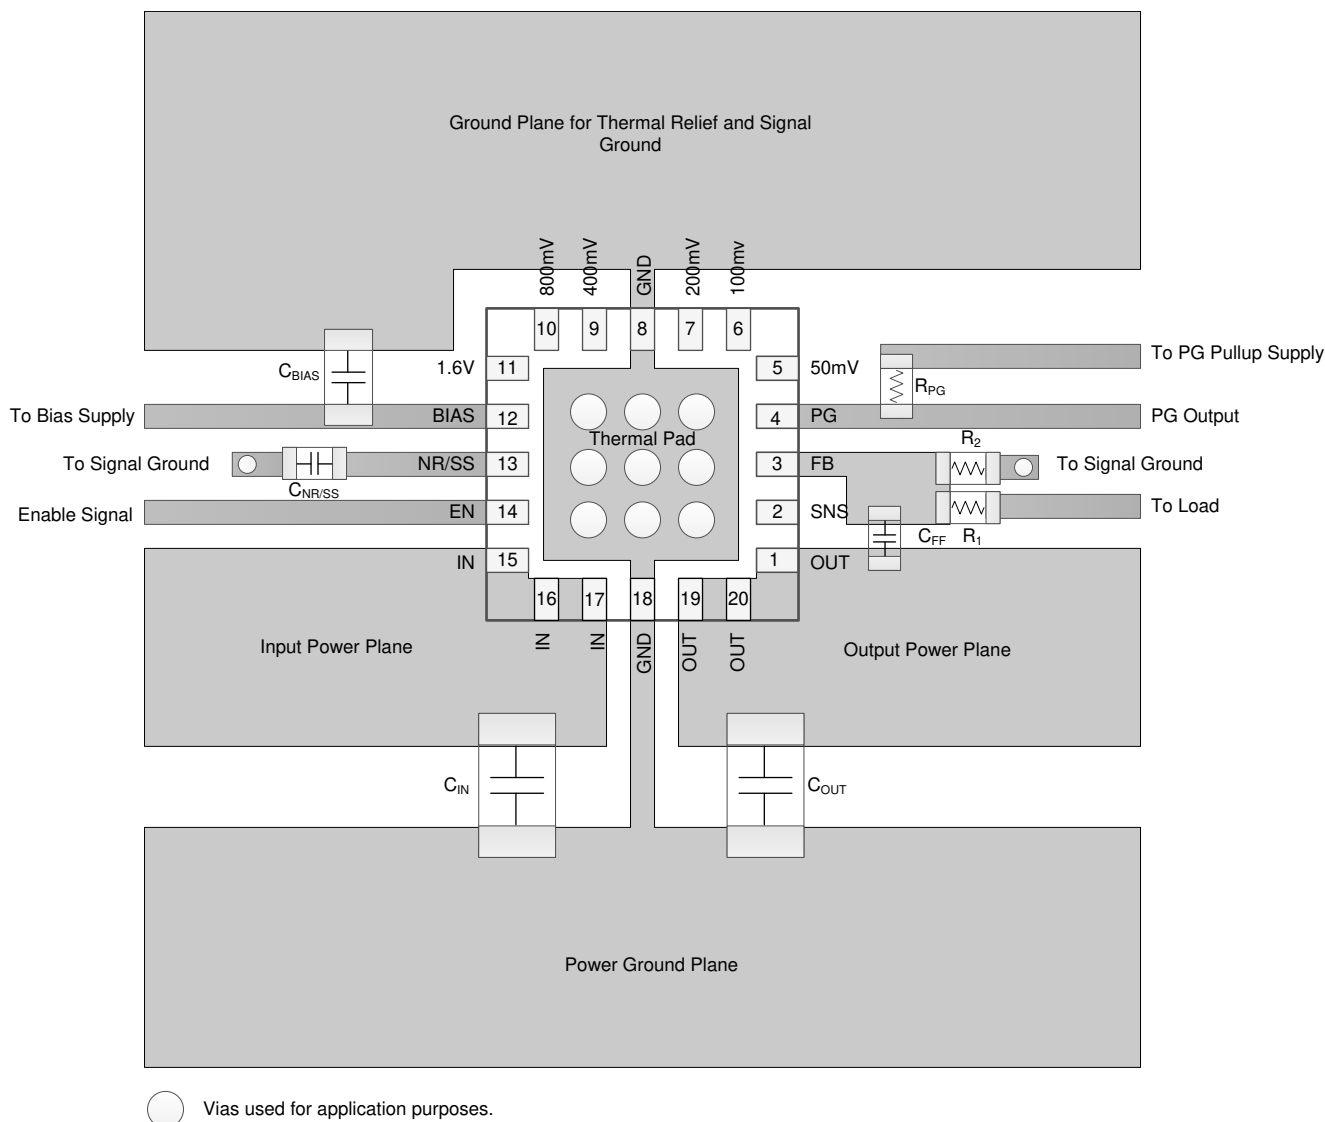 Ground Plane for Thermal Relief and Signal
Ground
800mV
400mV
GND
200mV
100mv
10
9
8
7
6
1.6V
11
5
50mV
To PG Pullup Supply
CBIAS
RPG
To Bias Supply
BIAS
12
4
PG
PG Output
Thermal Pad
R2
To Signal Ground
NR/SS
13
3
FB
To Signal Ground
CNR/SS
Enable Signal
EN
14
2
SNS
To Load
CFF
R1
IN
15
1
OUT
16
17
18
19
20
IN
IN
GND
OUT
OUT
Input Power Plane
Output Power Plane
CIN
COUT
Power Ground Plane
Vias used for application purposes.